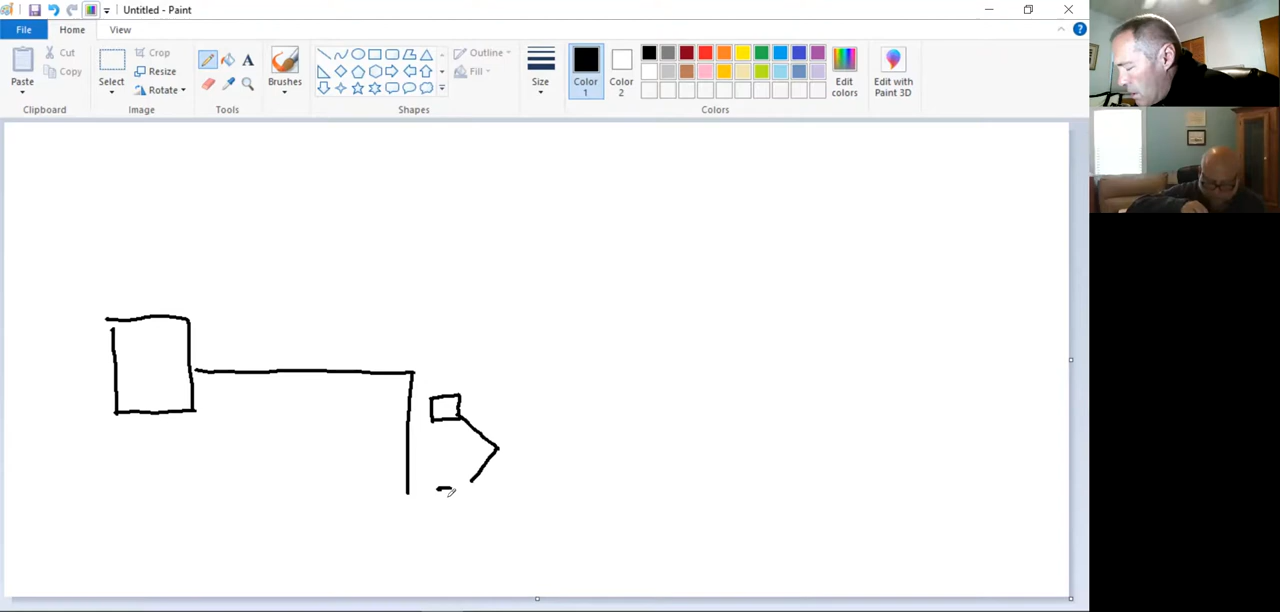 Untitled - Paint
File Home View
Paste
Cut
Copy
Clipboard
Select
Crop
Resize
Rotate
Image
A
Tools
Brushes
Outline
Fill
Shapes
Size
Color 1
Color 2
Edit colors
Colors
Edit with Paint 3D